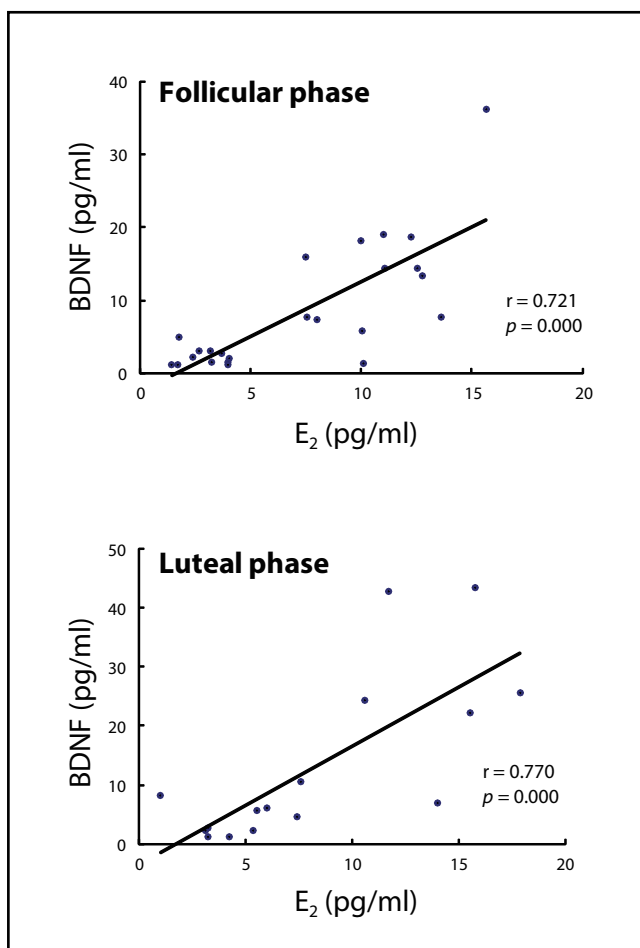 Follicular phase
40
30
20
10
0
BDNF (pg/ml)
r = 0.721
p = 0.000
0 5 10 15 20
E₂ (pg/ml)
Luteal phase
50
40
30
20
10
0
BDNF (pg/ml)
r = 0.770
p = 0.000
0 5 10 15 20
E₂ (pg/ml)